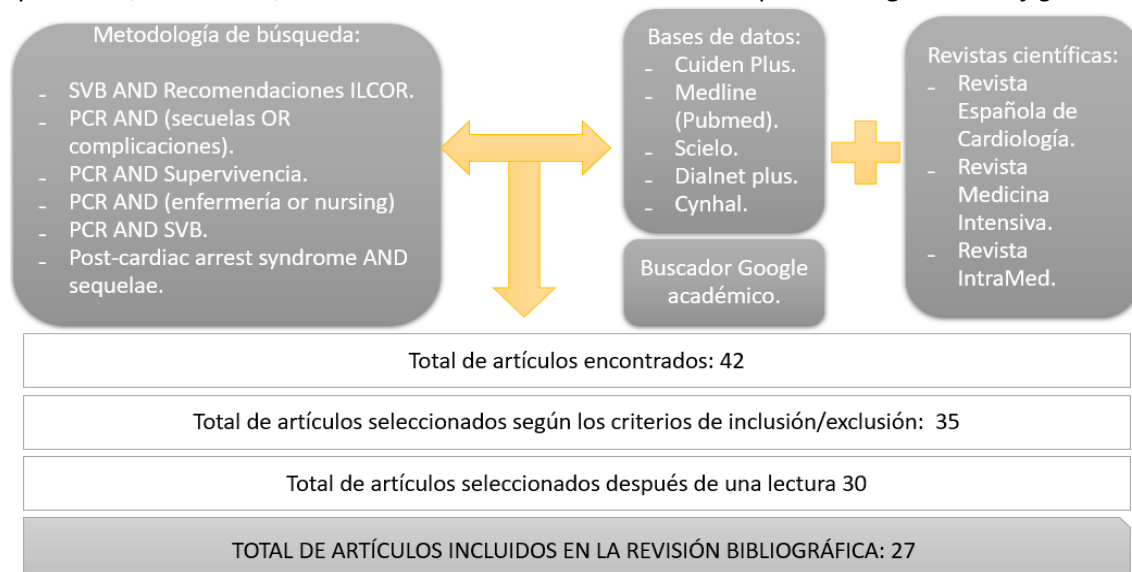 Metodología de búsqueda:
- SVB AND Recomendaciones ILCOR.
- PCR AND (secuelas OR
complicaciones).
- PCR AND Supervivencia.
- PCR AND (enfermería or nursing)
- PCR AND SVB.
- Post-cardiac arrest syndrome AND
sequelae.
Bases de datos:
- Cuiden Plus.
- Medline
(Pubmed).
- Scielo.
- Dialnet plus.
- Cynhal.
Buscador Google
académico.
Revistas científicas:
- Revista
Española de
Cardiología.
- Revista
Medicina
Intensiva.
- Revista
IntraMed.
Total de artículos encontrados: 42
Total de artículos seleccionados según los criterios de inclusión/exclusión: 35
Total de artículos seleccionados después de una lectura 30
TOTAL DE ARTÍCULOS INCLUIDOS EN LA REVISIÓN BIBLIOGRÁFICA: 27